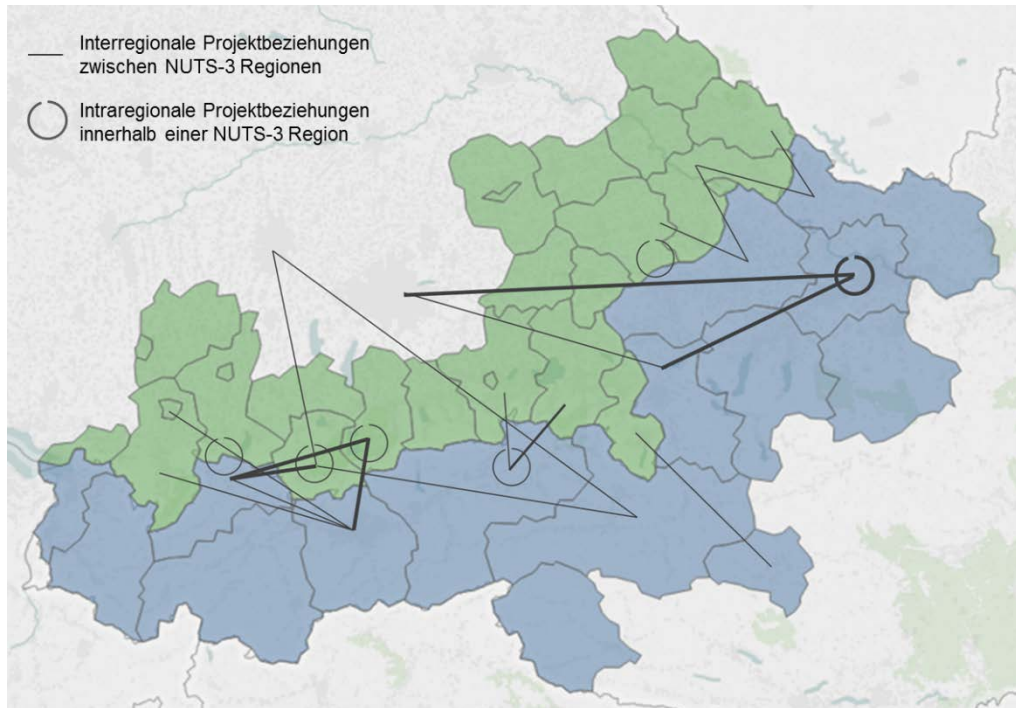 Interregionale Projektbeziehungen
zwischen NUTS-3 Regionen
Intraregionale Projektbeziehungen
innerhalb einer NUTS-3 Region